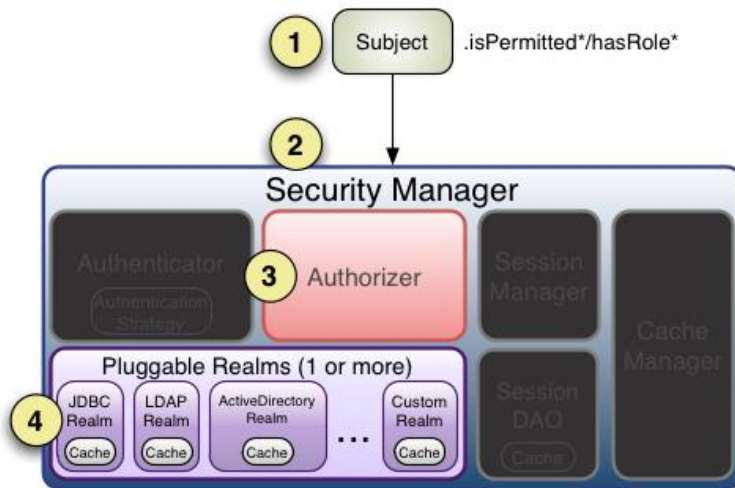 1
Subject
.isPermitted*/hasRole*
2
Security Manager
Authenticator
Authentication
Strategy
3
Authorizer
Session
Manager
Cache
Manager
Pluggable Realms (1 or more)
4
JDBC
Realm
Cache
LDAP
Realm
Cache
ActiveDirectory
Realm
Cache
...
Custom
Realm
Cache
Session
DAO
Cache